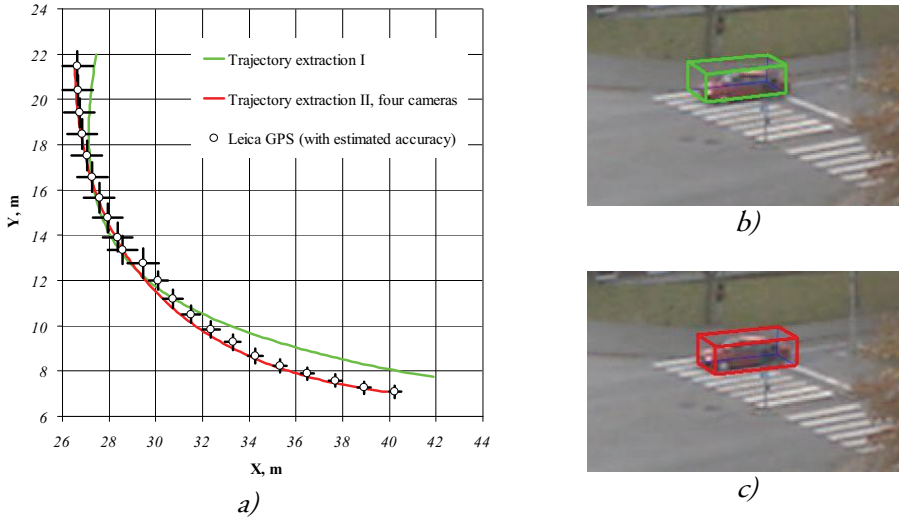 24
22
20
18
16
14
12
10
8
6
Y, m
Trajectory extraction I
Trajectory extraction II, four cameras
Leica GPS (with estimated accuracy)
26 28 30 32 34 36 38 40 42 44
X, m
a)
b)
c)